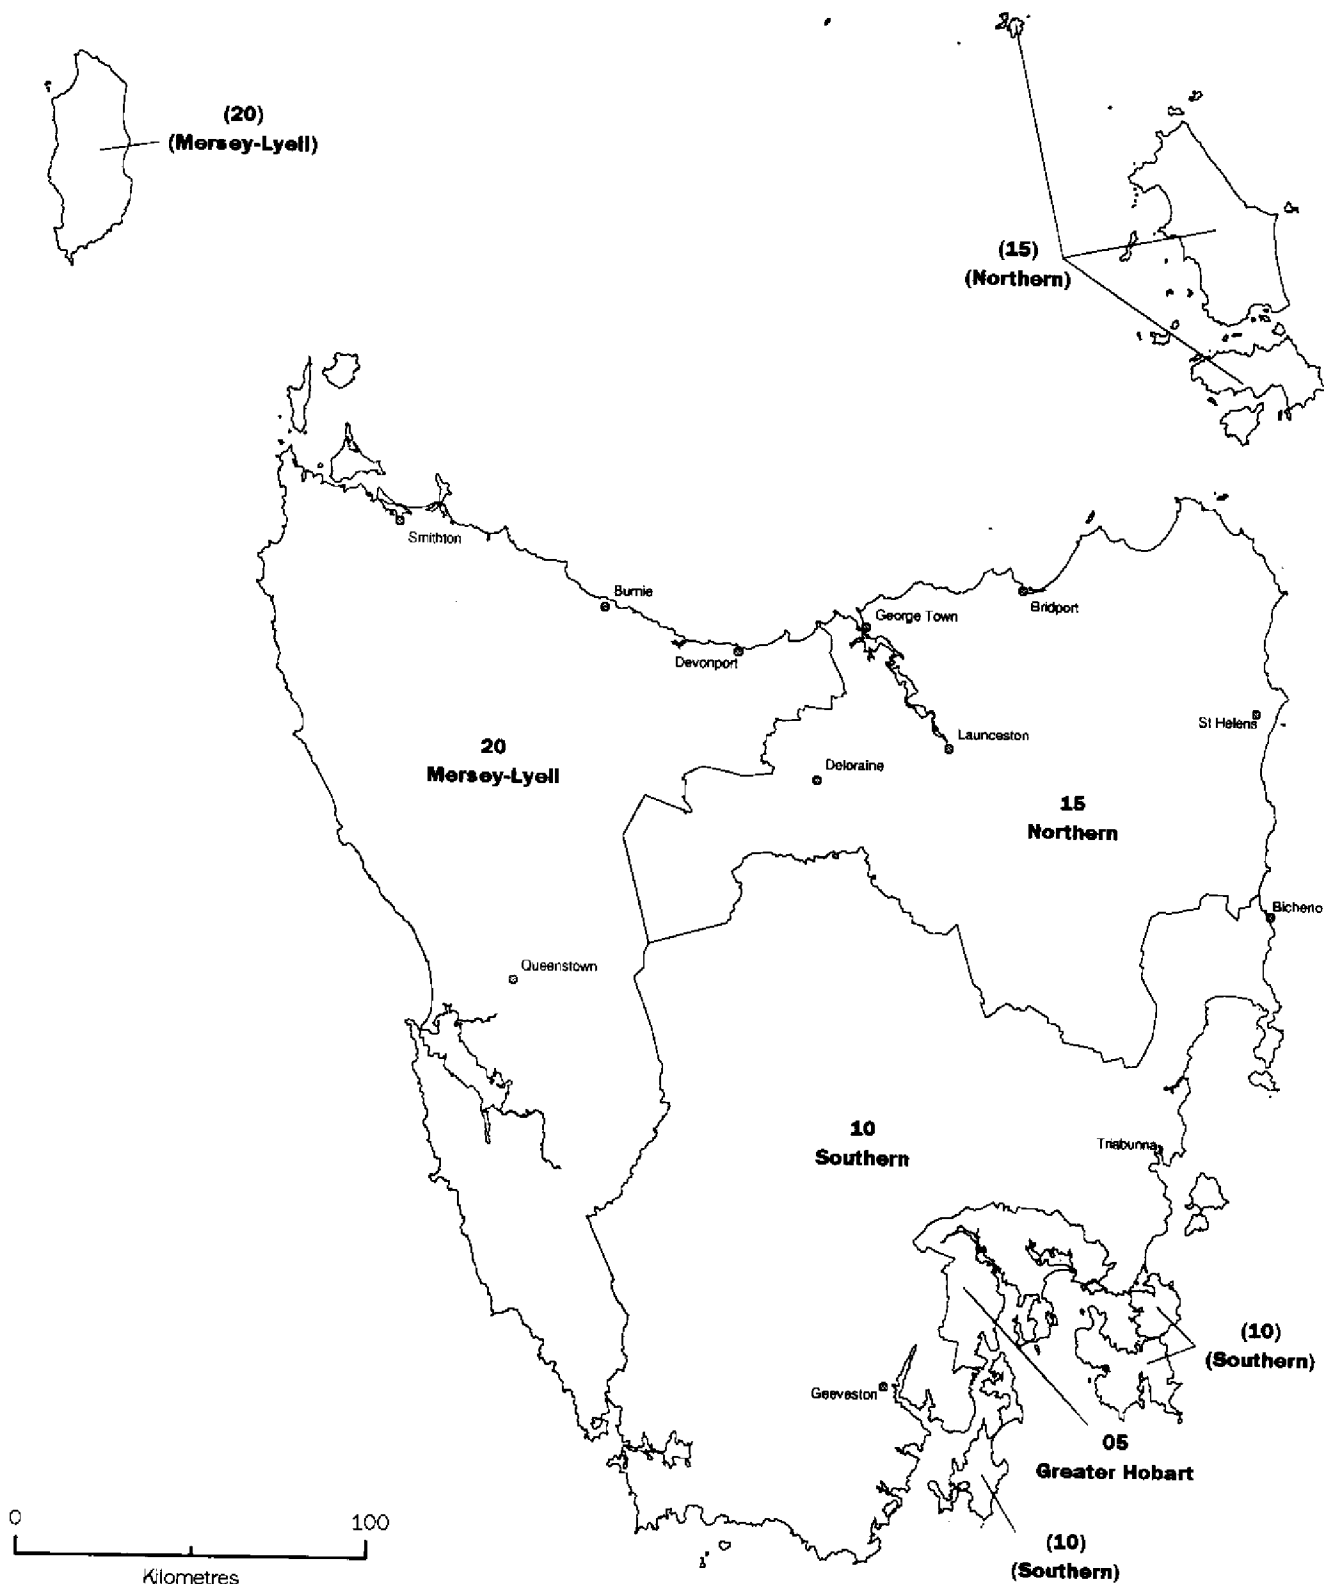 (20)
(Mersey-Lyell)
(15)
(Northern)
Smithton
Burnie
George Town
Bridport
Devonport
St Helens
Launceston
20
Mersey-Lyell
Deloraine
15
Northern
Bicheno
Queenstown
10
Southern
Triabunna
(10)
(Southern)
Geeveston
05
Greater Hobart
0
100
Kilometres
(10)
(Southern)